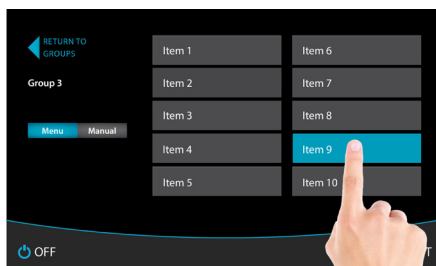 RETURN TO
GROUPS
Group 3
Menu Manual
Item 1
Item 2
Item 3
Item 4
Item 5
Item 6
Item 7
Item 8
Item 9
Item 10
OFF